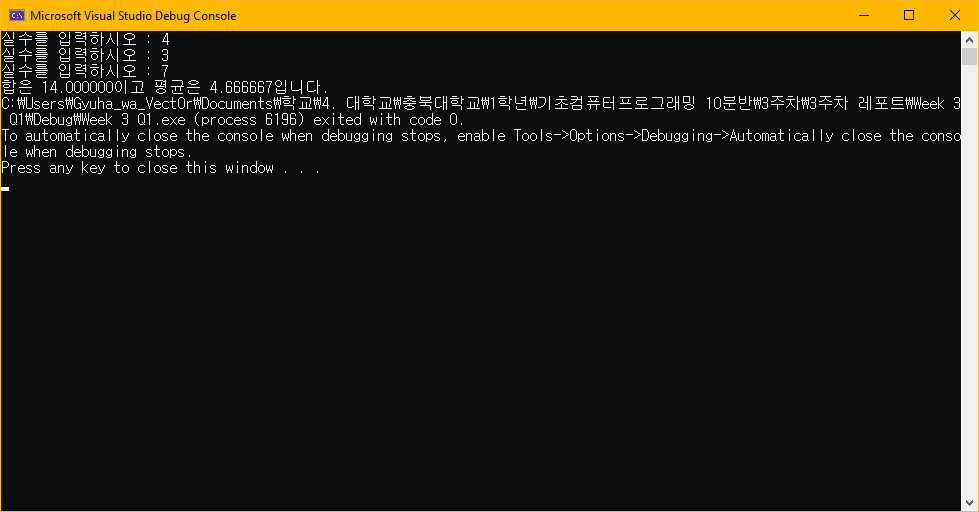 Microsoft Visual Studio Debug Console
실수를 입력하시오 : 4
실수를 입력하시오 : 3
실수를 입력하시오 : 7
합은 14.000000이고 평균은 4.666667입니다.
C:₩Users₩Gyuha_wa_VectOr₩Documents₩학교₩4. 대학교₩충북대학교₩1학년₩기초컴퓨터프로그래밍 10분반₩3주차₩3주차 레포트₩Week 3
 Q1₩Debug₩Week 3 Q1.exe (process 6196) exited with code 0.
To automatically close the console when debugging stops, enable Tools->Options->Debugging->Automatically close the conso
le when debugging stops.
Press any key to close this window . . .